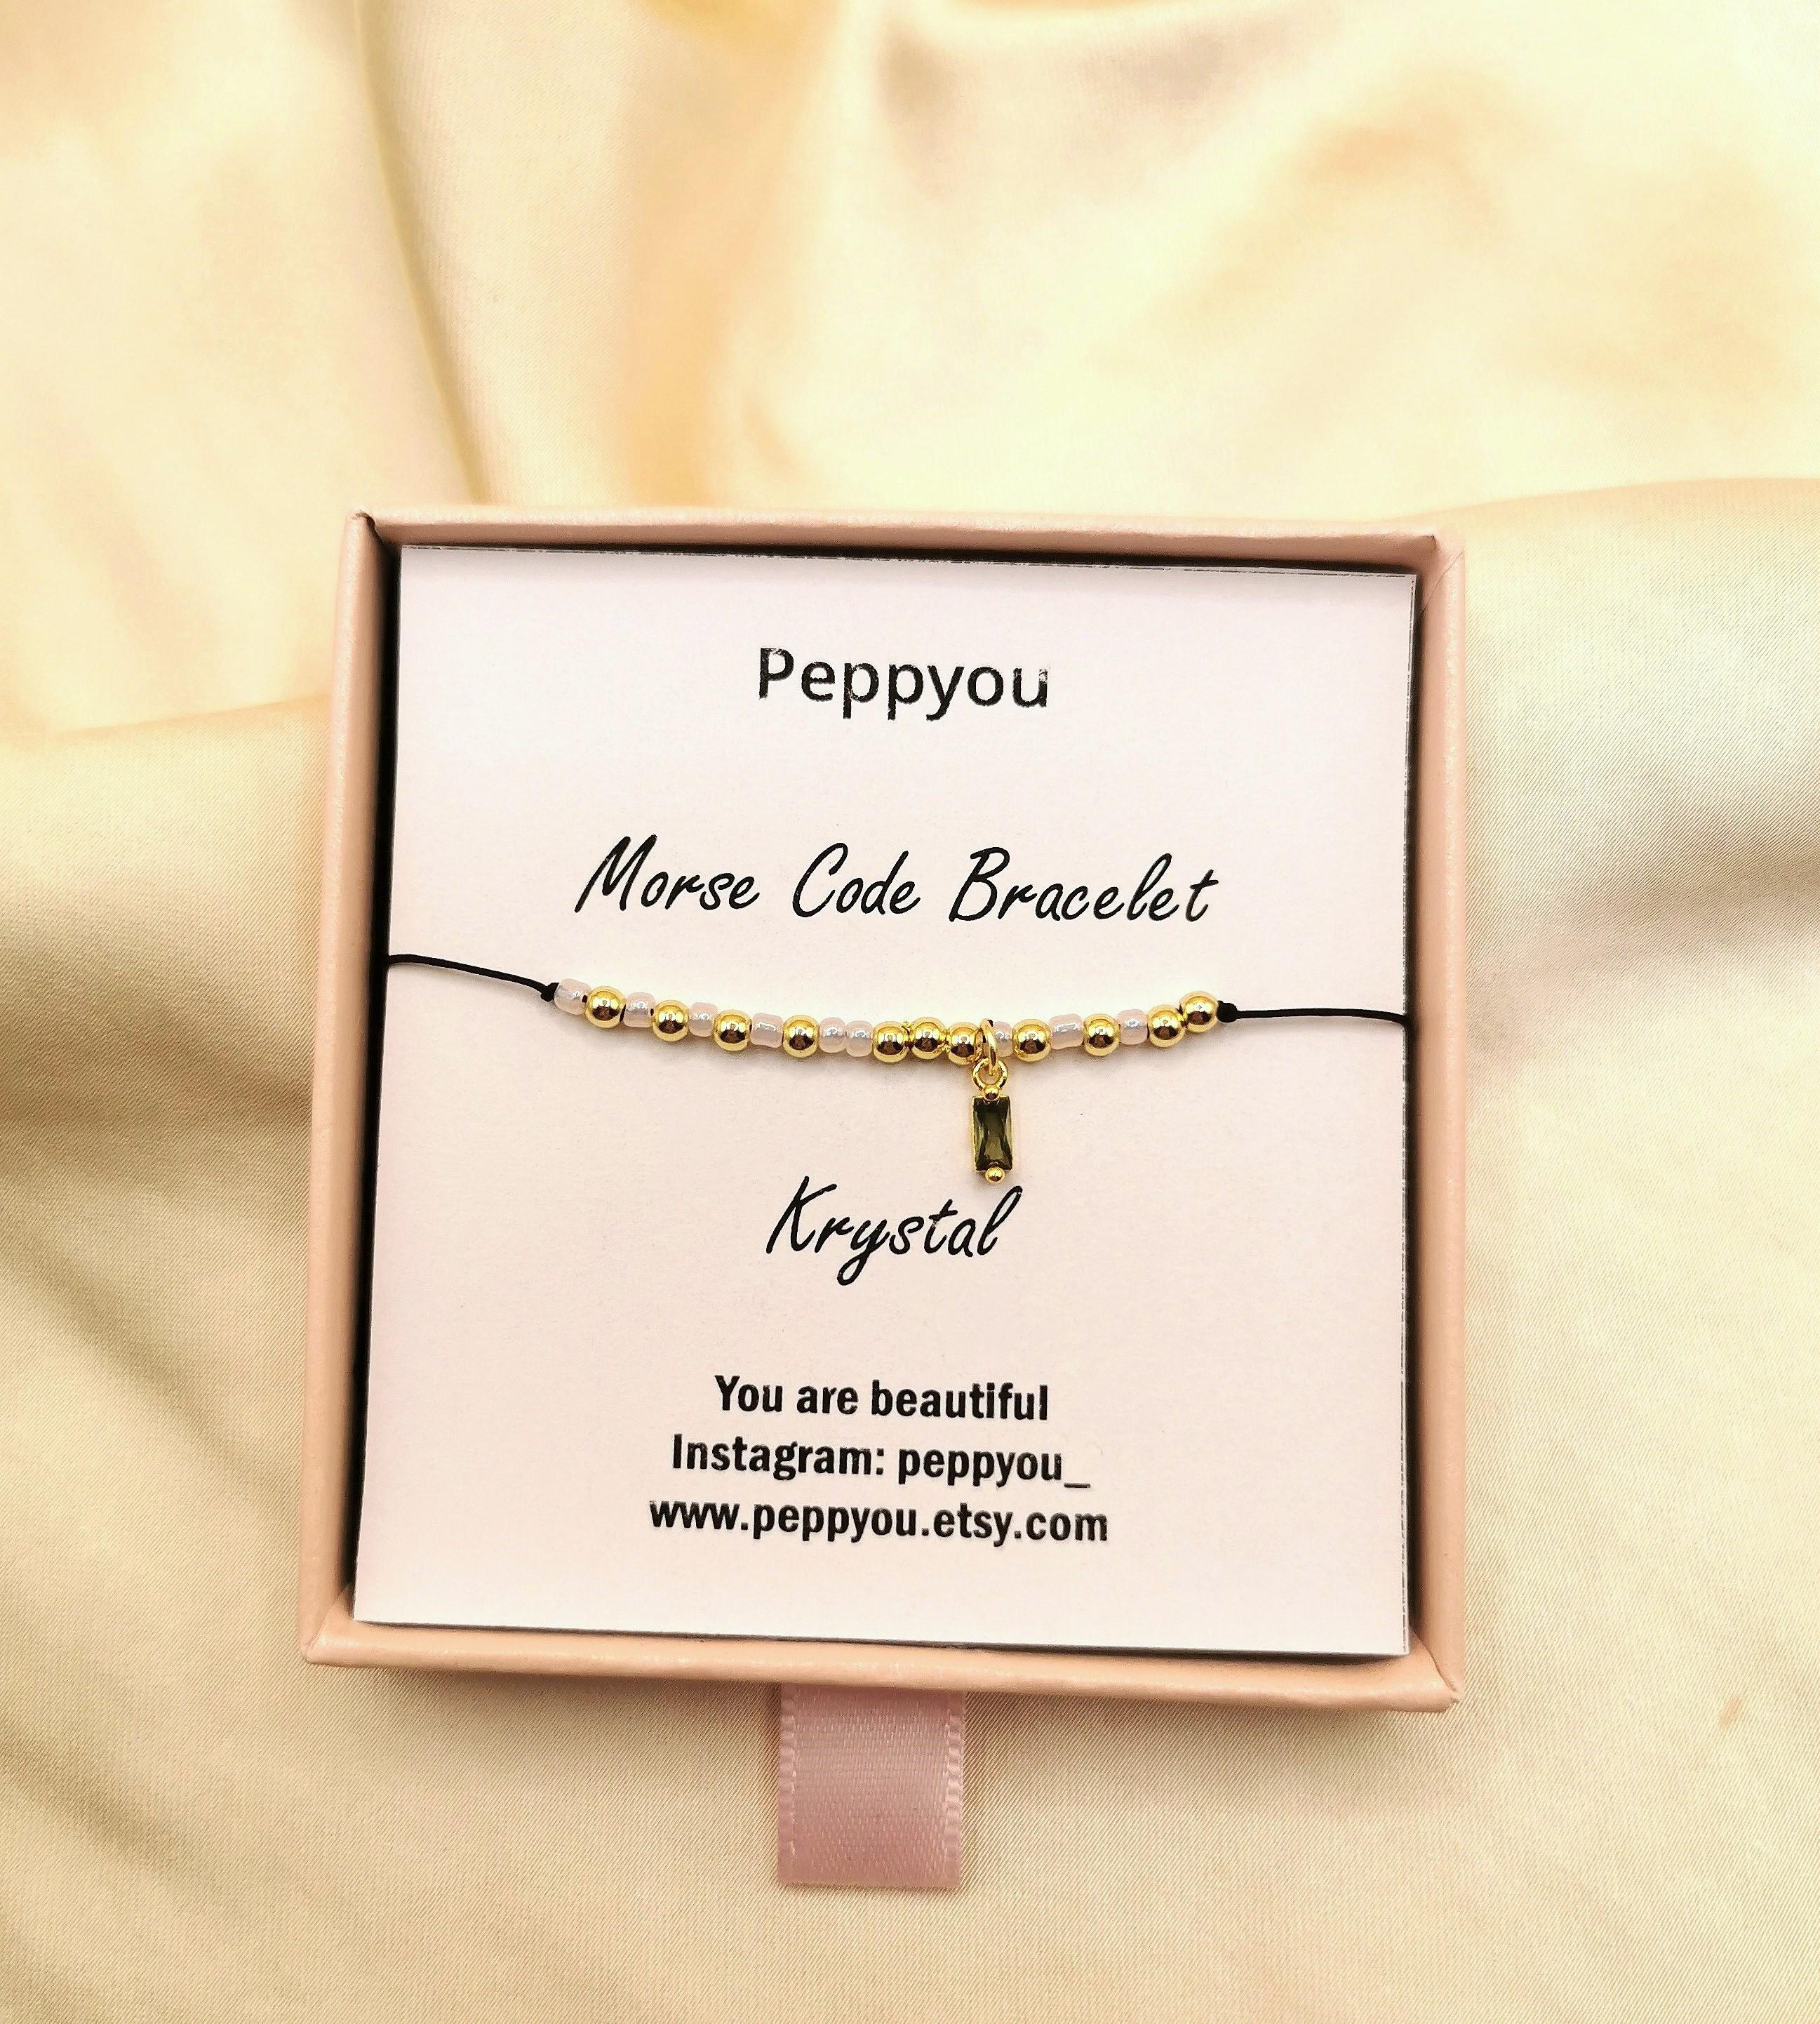 Peppyou
Morse Code Bracelet
Krystal
You are beautiful
Instagram: peppyou_
www.peppyou.etsy.com